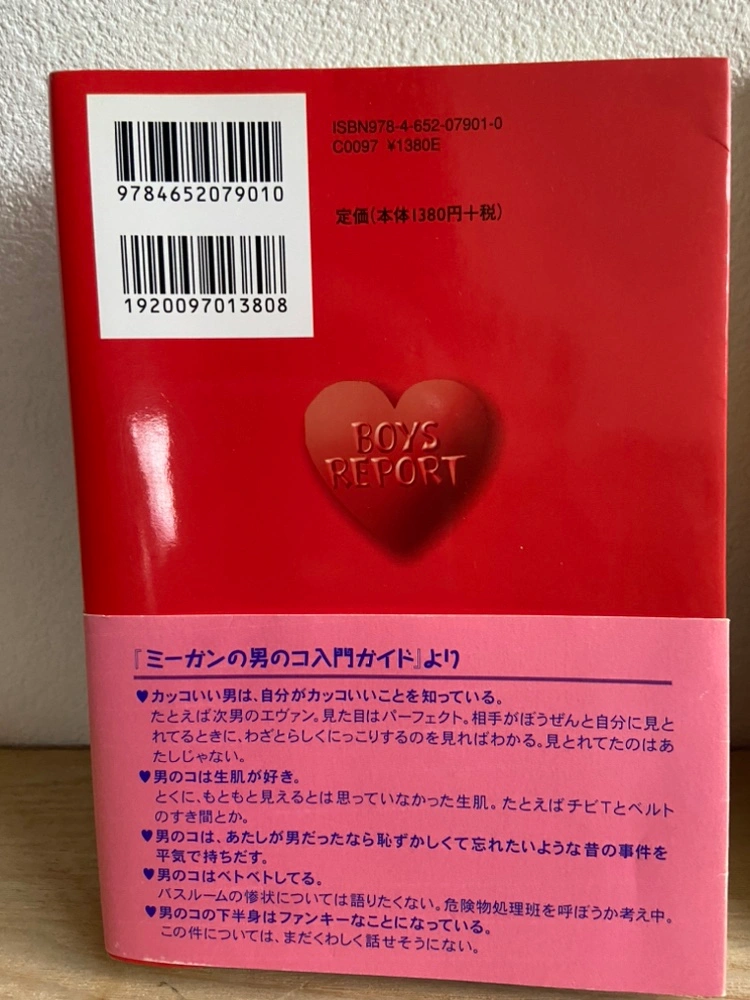 ISBN978-4-652-07901-0
C0097 ¥1380E
9784652079010
定価(本体1380円+税)
1920097013808
BOYS
REPORT
『ミーガンの男のコ入門ガイド』より
♥カッコいい男は、自分がカッコいいことを知っている。
たとえば次男のエヴァン。見た目はパーフェクト。相手がぼうぜんと自分に見と
れてるときに、わざとらしくにっこりするのを見ればわかる。見とれてたのはあ
たしじゃない。
♥男のコは生肌が好き。
とくに、もともと見えるとは思っていなかった生肌。たとえばチビTとベルト
のすき間とか。
♥男のコは、あたしが男だったなら恥ずかしくて忘れたいような昔の事件を
平気で持ちだす。
♥男のコはベトベトしてる。
バスルームの惨状については語りたくない。危険物処理班を呼ぼうか考え中。
♥男のコの下半身はファンキーなことになっている。
この件については、まだくわしく話せそうにない。